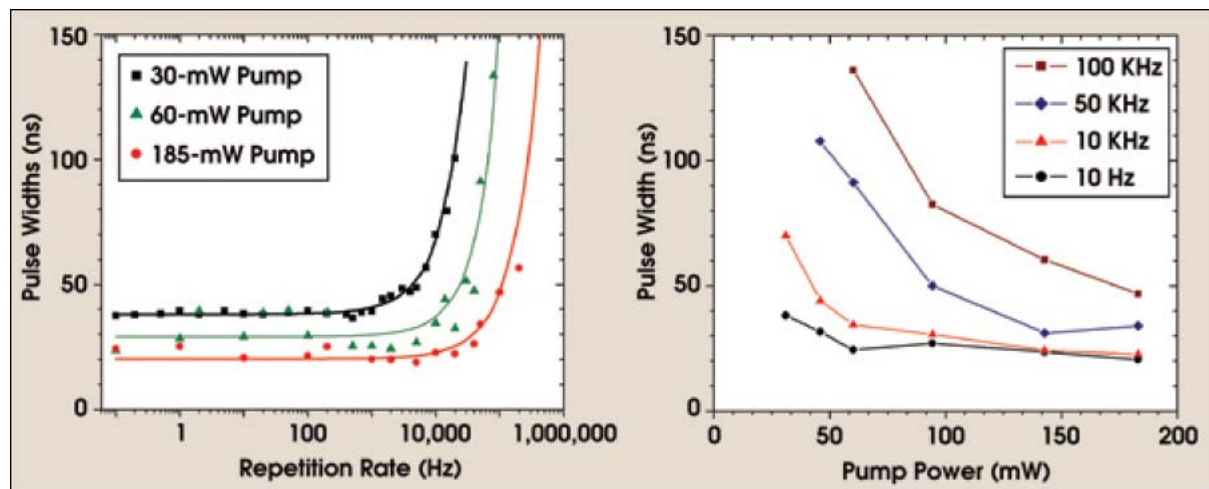 150
100
50
0
Pulse Widths (ns)
30-mW Pump
60-mW Pump
185-mW Pump
1 100 10,000 1,000,000
Repetition Rate (Hz)
150
100
50
0
Pulse Width (ns)
100 KHz
50 KHz
10 KHz
10 Hz
0 50 100 150 200
Pump Power (mW)